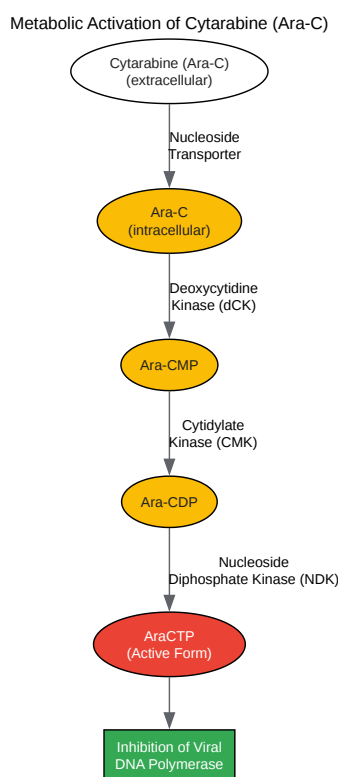 Metabolic Activation of Cytarabine (Ara-C)
Cytarabine (Ara-C)
(extracellular)
Nucleoside
Transporter
Ara-C
(intracellular)
Deoxycytidine
Kinase (dCK)
Ara-CMP
Cytidylate
Kinase (CMK)
Ara-CDP
Nucleoside
Diphosphate Kinase (NDK)
AraCTP
(Active Form)
Inhibition of Viral
DNA Polymerase